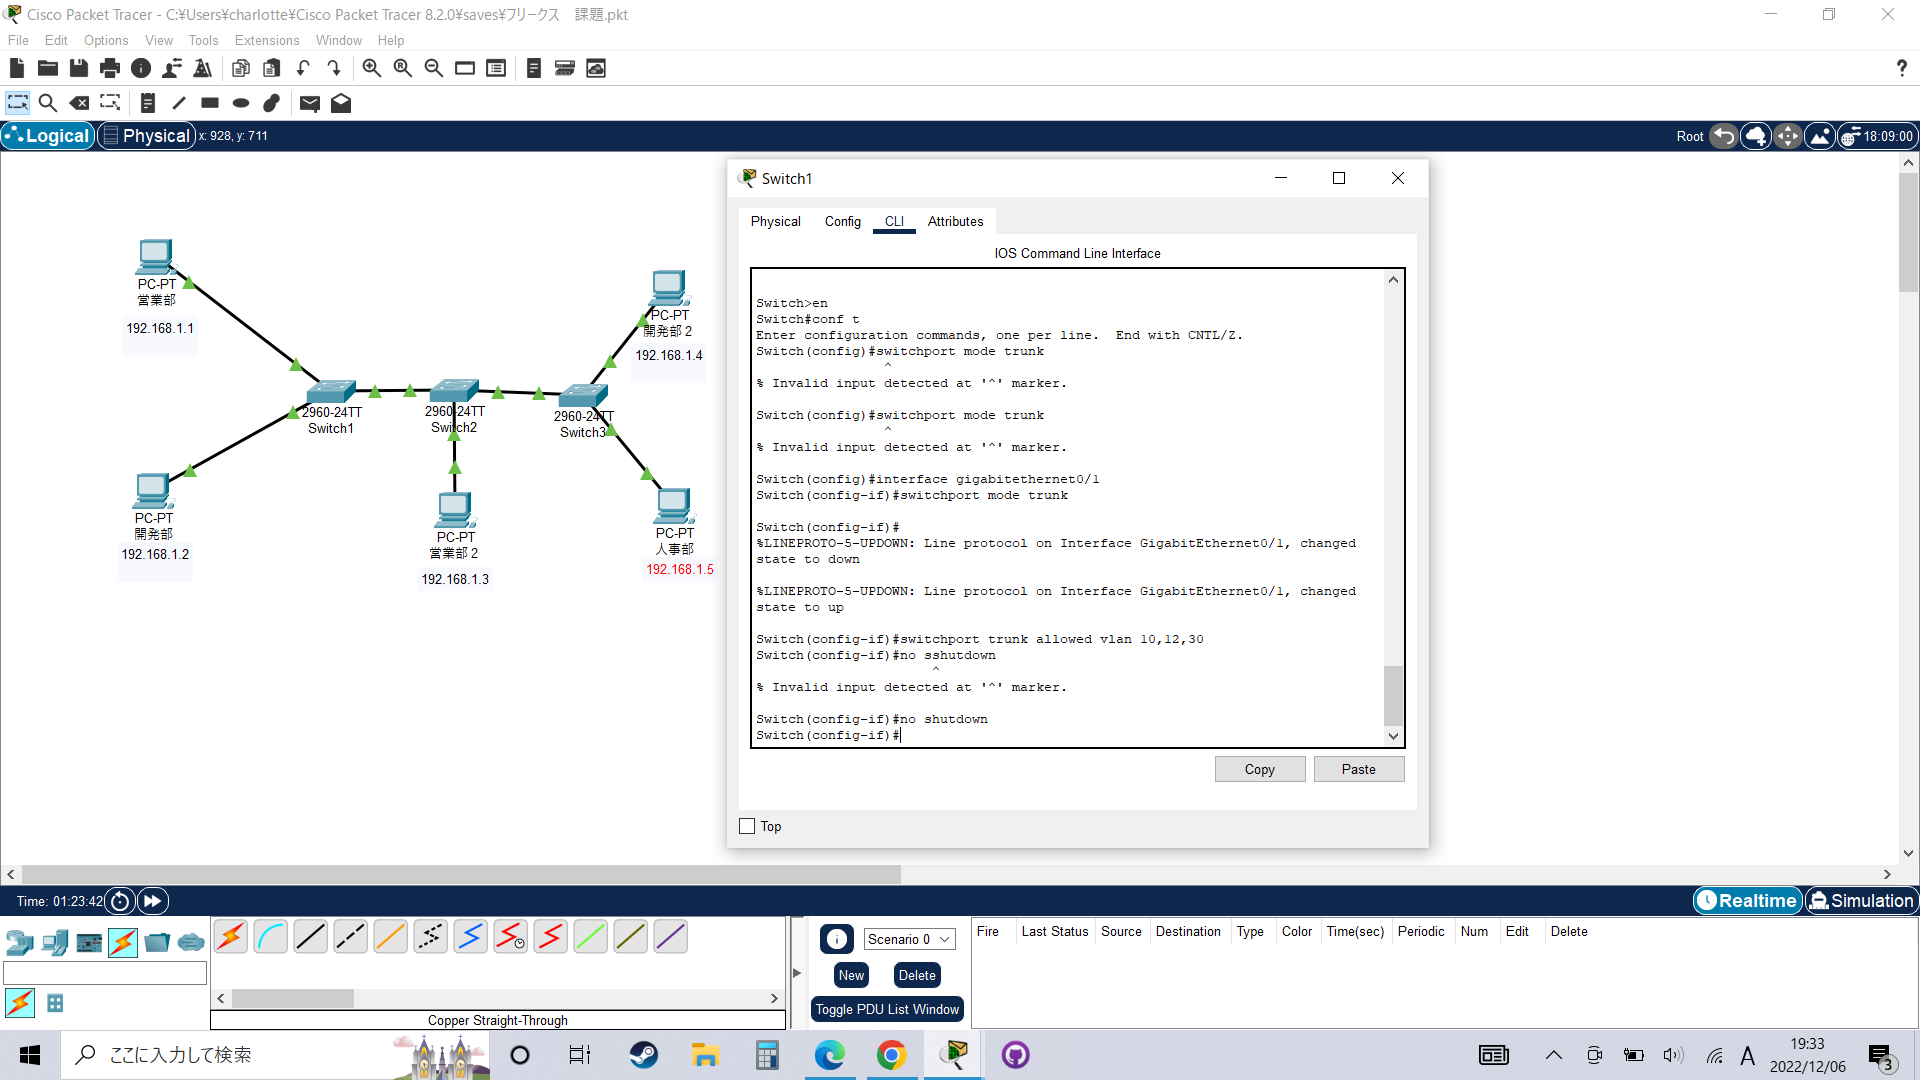 Cisco Packet Tracer - C:¥Users¥charlotte¥Cisco Packet Tracer 8.2.0¥saves¥フリークス　課題.pkt
File Edit Options View Tools Extensions Window Help
?
Logical Physical x: 928, y: 711 Root 18:09:00
PC-PT
営業部
192.168.1.1
PC-PT
開発部２
192.168.1.4
2960-24TT
Switch1
2960-24TT
Switch2
2960-24TT
Switch3
PC-PT
開発部
192.168.1.2
PC-PT
営業部２
192.168.1.3
PC-PT
人事部
192.168.1.5
Switch1
Physical Config CLI Attributes
IOS Command Line Interface
Switch>en
Switch#conf t
Enter configuration commands, one per line.  End with CNTL/Z.
Switch(config)#switchport mode trunk
^
% Invalid input detected at '^' marker.
Switch(config)#switchport mode trunk
^
% Invalid input detected at '^' marker.
Switch(config)#interface gigabitethernet0/1
Switch(config-if)#switchport mode trunk
Switch(config-if)#
%LINEPROTO-5-UPDOWN: Line protocol on Interface GigabitEthernet0/1, changed
state to down
%LINEPROTO-5-UPDOWN: Line protocol on Interface GigabitEthernet0/1, changed
state to up
Switch(config-if)#switchport trunk allowed vlan 10,12,30
Switch(config-if)#no sshutdown
^
% Invalid input detected at '^' marker.
Switch(config-if)#no shutdown
Switch(config-if)#
Copy Paste
Top
Time: 01:23:42 Realtime Simulation
Scenario 0
New Delete
Toggle PDU List Window
Fire Last Status Source Destination Type Color Time(sec) Periodic Num Edit Delete
Copper Straight-Through
ここに入力して検索
A
19:33
2022/12/06
3